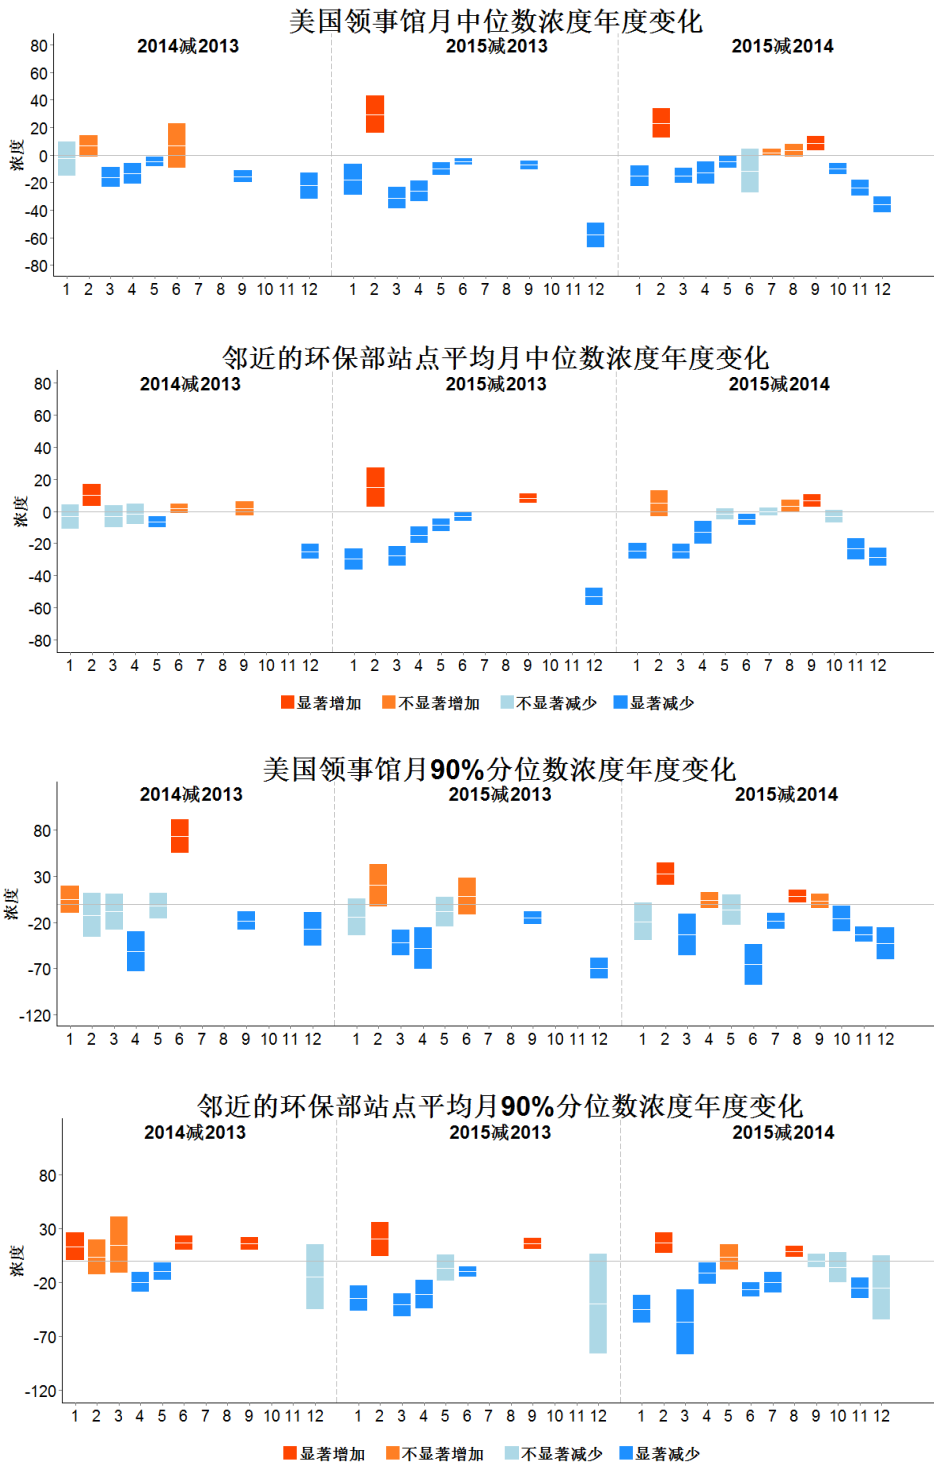 美国领事馆月中位数浓度年度变化
2014减2013 2015减2013 2015减2014
浓度
80
60
40
20
0
-20
-40
-60
-80
1 2 3 4 5 6 7 8 9 10 11 12 1 2 3 4 5 6 7 8 9 10 11 12 1 2 3 4 5 6 7 8 9 10 11 12
邻近的环保部站点平均月中位数浓度年度变化
2014减2013 2015减2013 2015减2014
浓度
80
60
40
20
0
-20
-40
-60
-80
1 2 3 4 5 6 7 8 9 10 11 12 1 2 3 4 5 6 7 8 9 10 11 12 1 2 3 4 5 6 7 8 9 10 11 12
显著增加 不显著增加 不显著减少 显著减少
美国领事馆月90%分位数浓度年度变化
2014减2013 2015减2013 2015减2014
浓度
80
30
-20
-70
-120
1 2 3 4 5 6 7 8 9 10 11 12 1 2 3 4 5 6 7 8 9 10 11 12 1 2 3 4 5 6 7 8 9 10 11 12
邻近的环保部站点平均月90%分位数浓度年度变化
2014减2013 2015减2013 2015减2014
浓度
80
30
-20
-70
-120
1 2 3 4 5 6 7 8 9 10 11 12 1 2 3 4 5 6 7 8 9 10 11 12 1 2 3 4 5 6 7 8 9 10 11 12
显著增加 不显著增加 不显著减少 显著减少